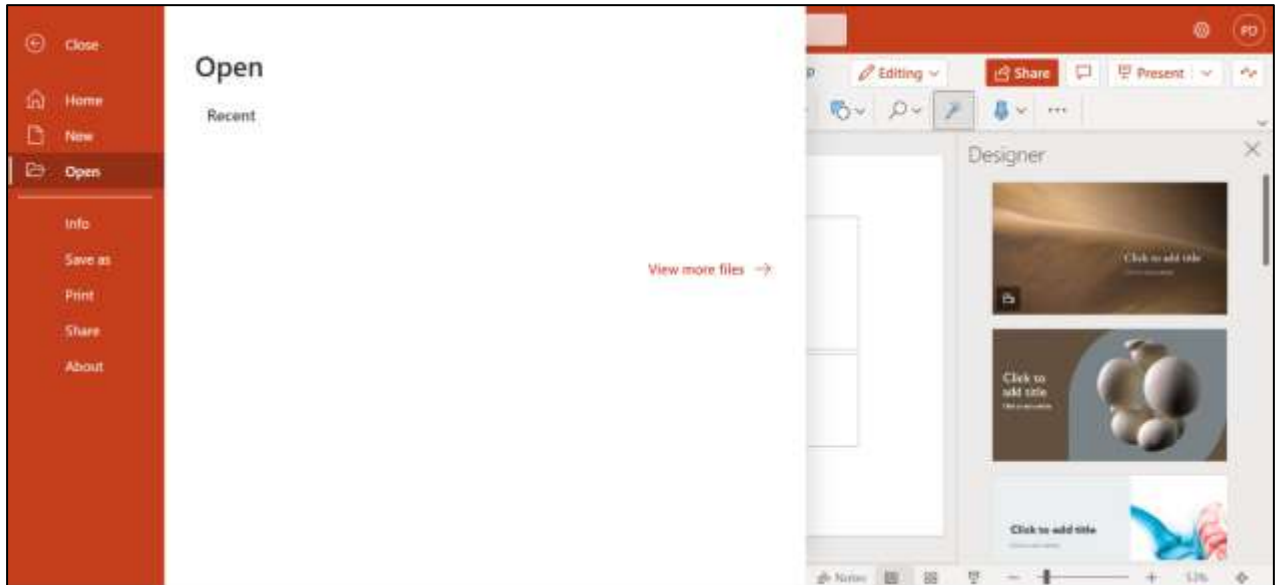 Close
Home
New
Open
Info
Save as
Print
Share
About
Open
Recent
View more files
PD
Editing
Share
Present
Designer
Click to add title
Click to
add title
Click to add title
Notes